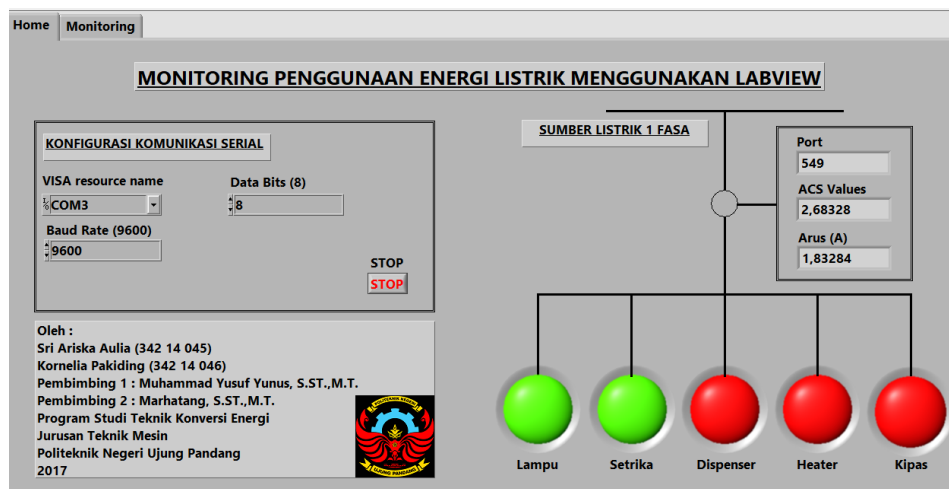 Home
Monitoring
MONITORING PENGGUNAAN ENERGI LISTRIK MENGGUNAKAN LABVIEW
KONFIGURASI KOMUNIKASI SERIAL
VISA resource name
COM3
Data Bits (8)
8
Baud Rate (9600)
9600
STOP
STOP
SUMBER LISTRIK 1 FASA
Port
549
ACS Values
2,68328
Arus (A)
1,83284
Oleh :
Sri Ariska Aulia (342 14 045)
Kornelia Pakiding (342 14 046)
Pembimbing 1 : Muhammad Yusuf Yunus, S.ST.,M.T.
Pembimbing 2 : Marhatang, S.ST.,M.T.
Program Studi Teknik Konversi Energi
Jurusan Teknik Mesin
Politeknik Negeri Ujung Pandang
2017
POLITEKNIK NEGERI
UJUNG PANDANG
Lampu
Setrika
Dispenser
Heater
Kipas